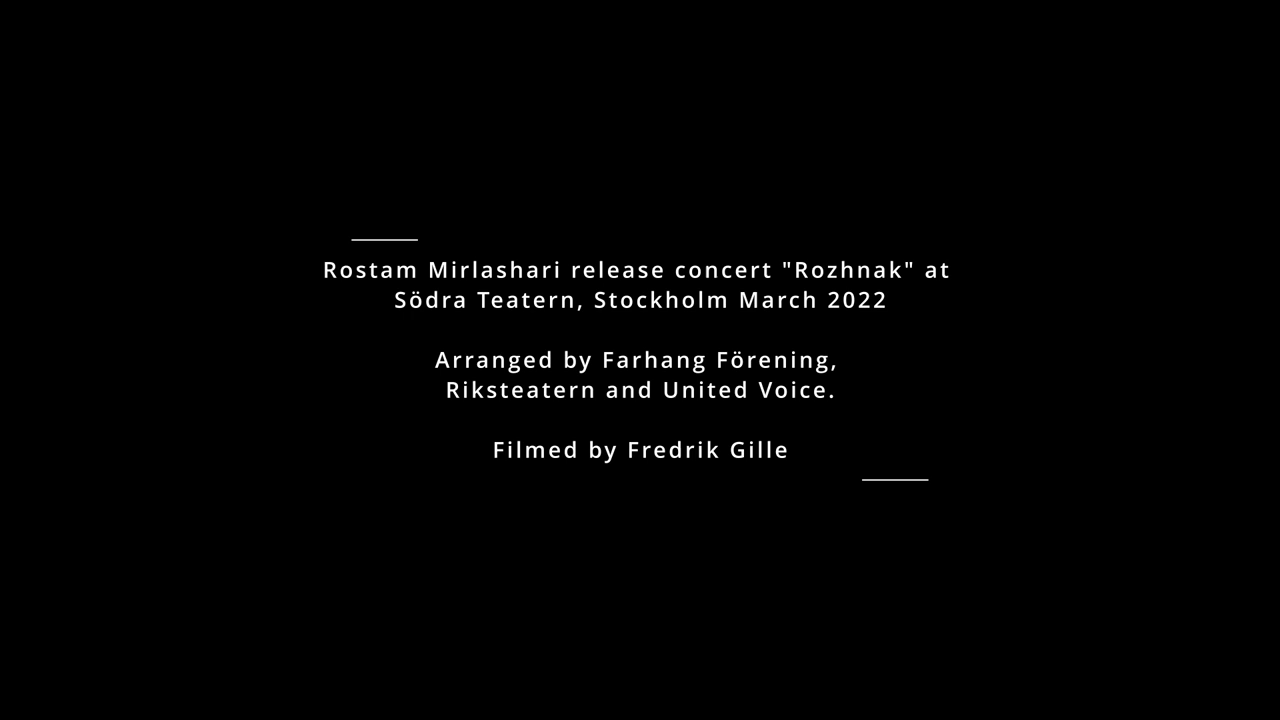 Rostam Mirlashari release concert "Rozhnak" at
Södra Teatern, Stockholm March 2022
Arranged by Farhang Förening,
Riksteatern and United Voice.
Filmed by Fredrik Gille